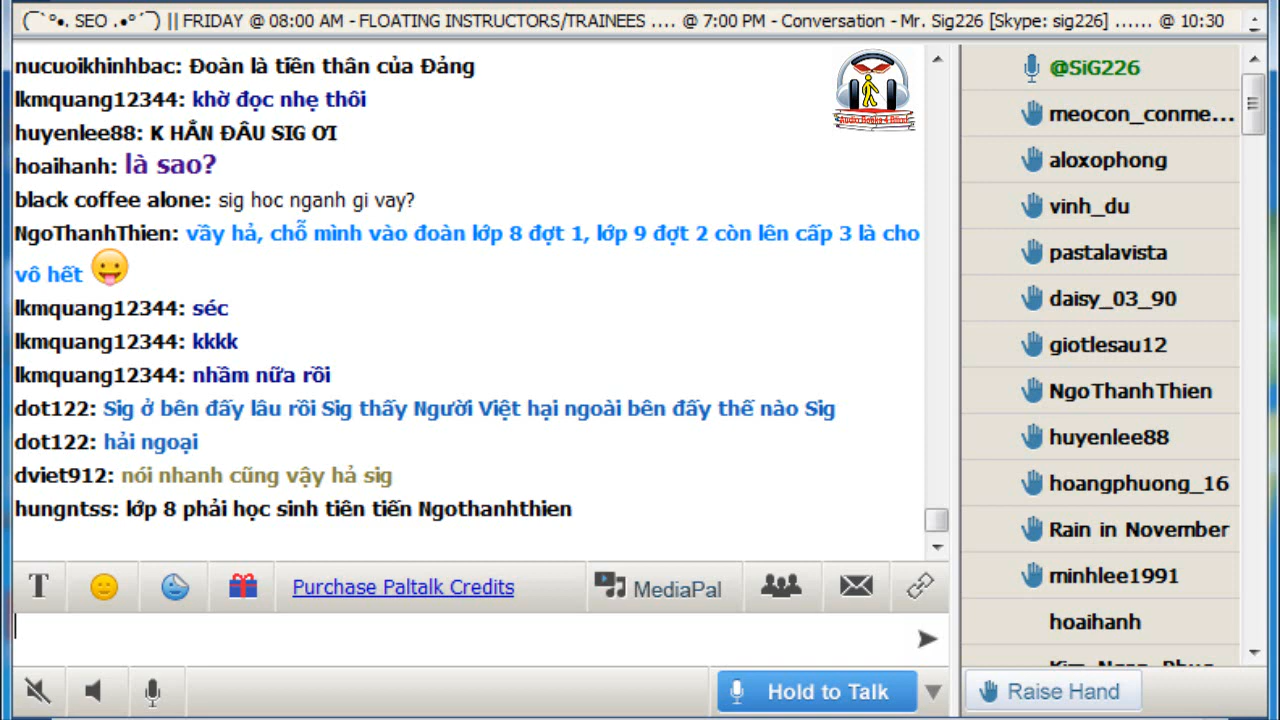 (¯`°•. SEO .•°´¯) || FRIDAY @ 08:00 AM - FLOATING INSTRUCTORS/TRAINEES .... @ 7:00 PM - Conversation - Mr. Sig226 [Skype: sig226] ...... @ 10:30
nucuoikhinhbac: Đoàn là tiền thân của Đảng
lkmquang12344: khờ đọc nhẹ thôi
huyenlee88: K HẲN ĐÂU SIG ƠI
hoaihanh: là sao?
black coffee alone: sig hoc nganh gi vay?
NgoThanhThien: vầy hả, chỗ mình vào đoàn lớp 8 đợt 1, lớp 9 đợt 2 còn lên cấp 3 là cho
vô hết
lkmquang12344: séc
lkmquang12344: kkkk
lkmquang12344: nhầm nữa rồi
dot122: Sig ở bên đấy lâu rồi Sig thấy Người Việt hại ngoài bên đấy thế nào Sig
dot122: hải ngoại
dviet912: nói nhanh cũng vậy hả sig
hungntss: lớp 8 phải học sinh tiên tiến Ngothanhthien
Audio Books 4 Blind
T
Purchase Paltalk Credits
MediaPal
Hold to Talk
@SiG226
meocon_conme...
aloxophong
vinh_du
pastalavista
daisy_03_90
giotlesau12
NgoThanhThien
huyenlee88
hoangphuong_16
Rain in November
minhlee1991
hoaihanh
Raise Hand